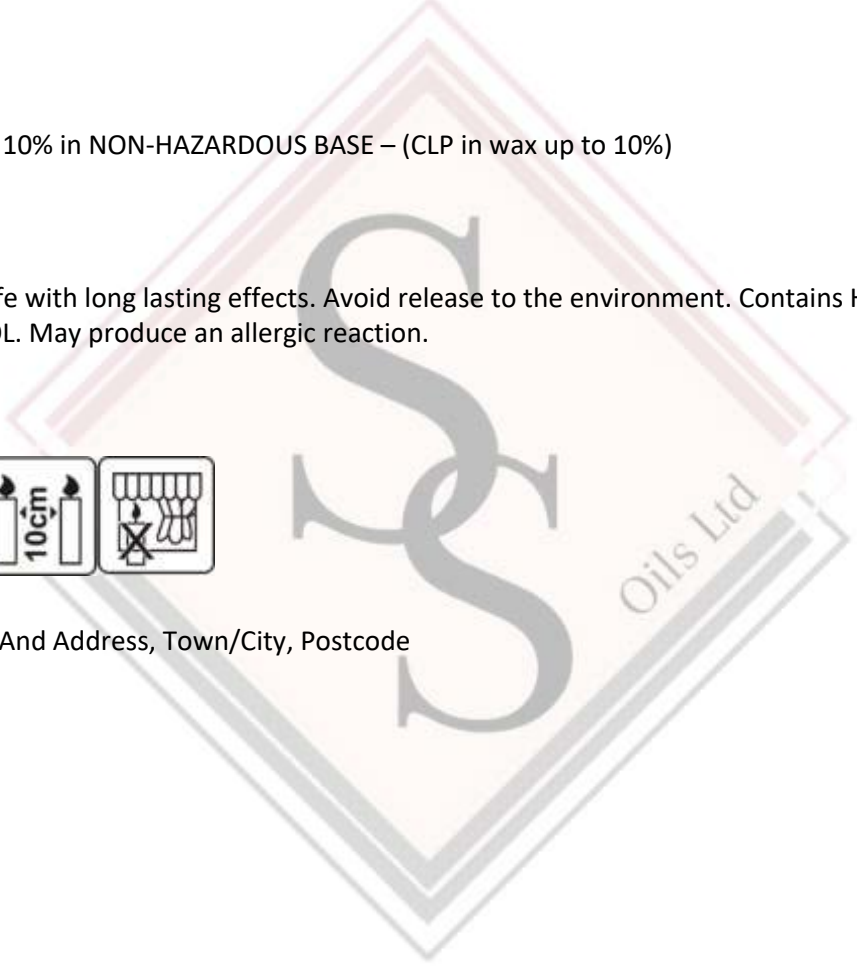 10% in NON-HAZARDOUS BASE – (CLP in wax up to 10%)
fe with long lasting effects. Avoid release to the environment. Contains H
OL. May produce an allergic reaction.
10cm
And Address, Town/City, Postcode
S
S
Oils Ltd